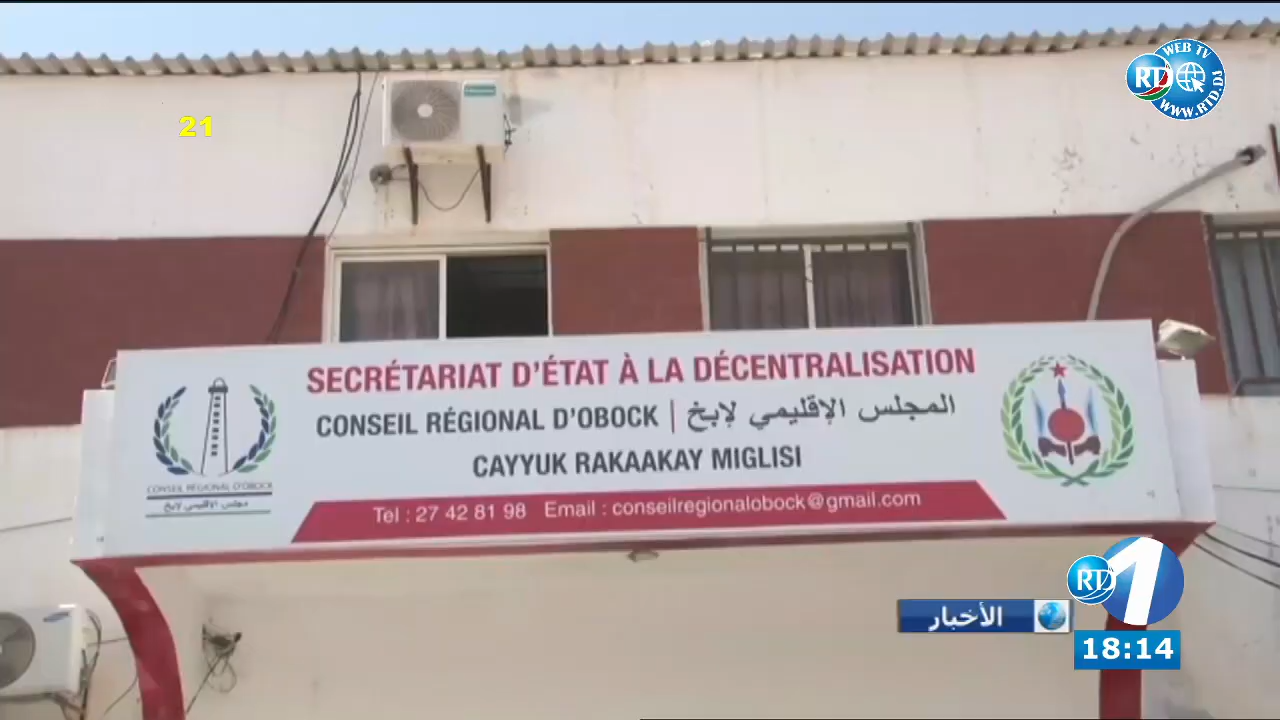 WEB TV
RTD
WWW.RTD.DJ
21
SECRÉTARIAT D'ÉTAT À LA DÉCENTRALISATION
CONSEIL RÉGIONAL D'OBOCK | المجلس الإقليمي لإبخ
CAYYUK RAKAAKAY MIGLISI
CONSEIL RÉGIONAL D'OBOCK
مجلس الإقليمي لإبخ
Tel : 27 42 81 98 Email : conseilregionalobock@gmail.com
RTD 1
الأخبار
18:14